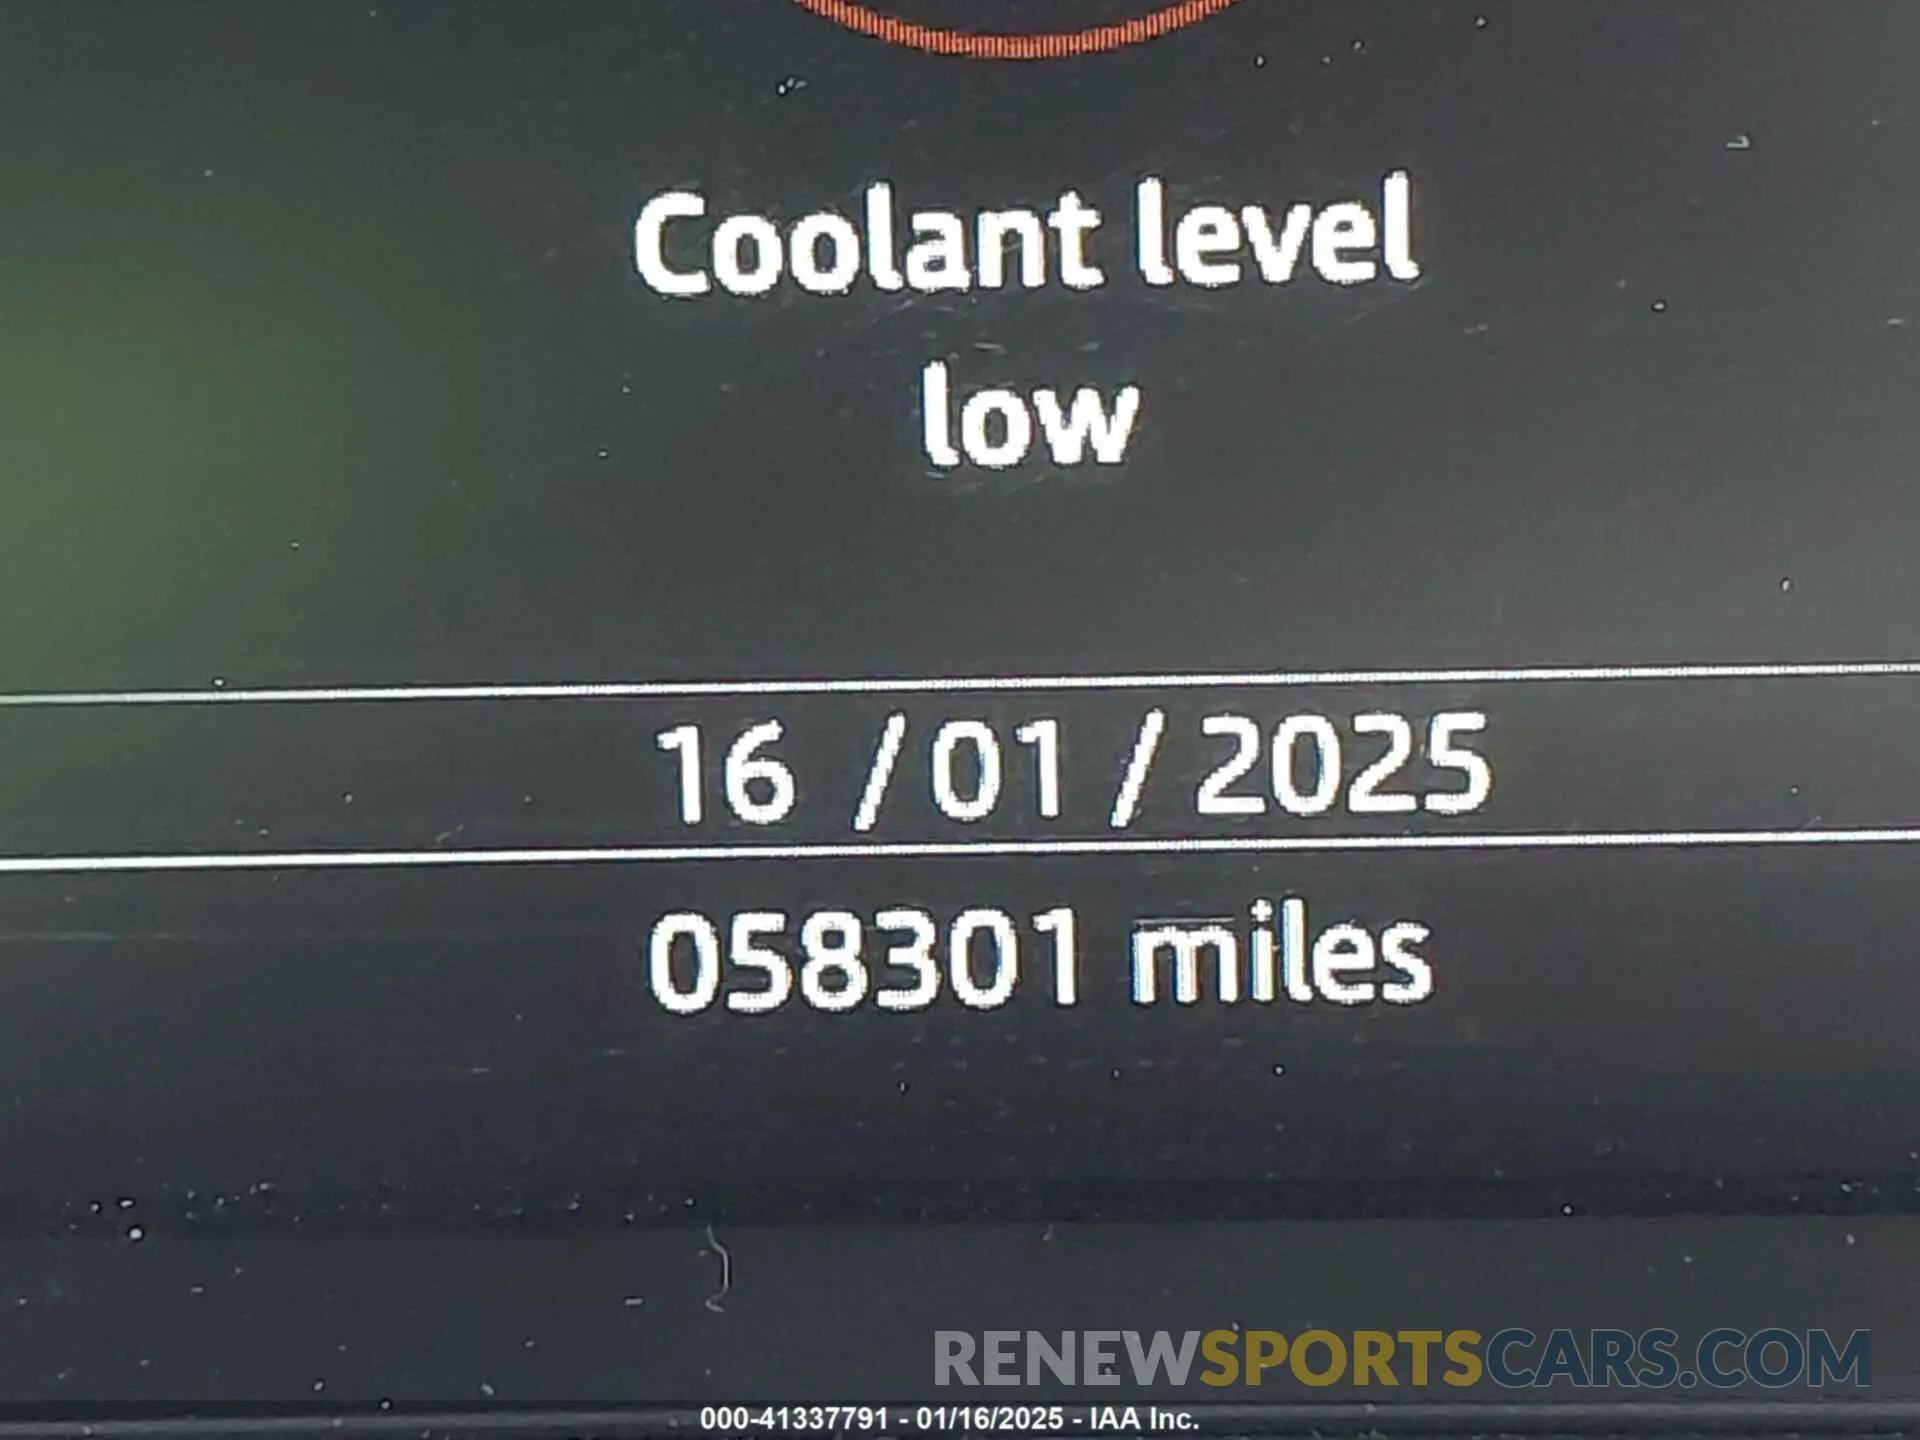 Coolant level
low
16 /01 / 2025
058301 miles
RENEWSPORTSCARS.COM
000-41337791 - 01/16/2025 - IAA Inc.